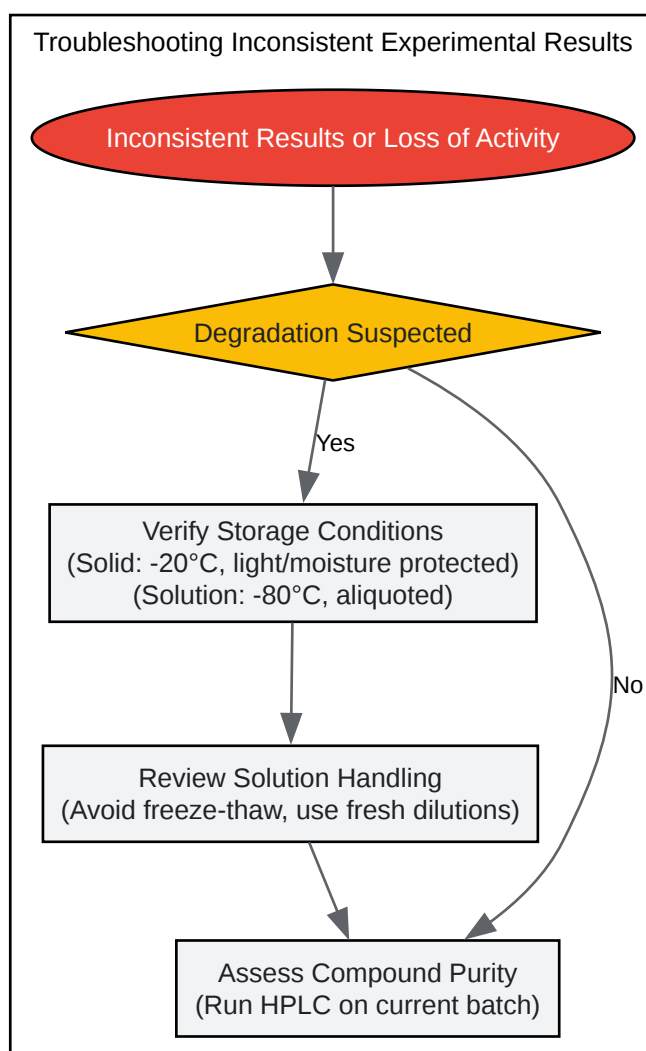 Troubleshooting Inconsistent Experimental Results
Inconsistent Results or Loss of Activity
Degradation Suspected
Yes
Verify Storage Conditions
(Solid: -20°C, light/moisture protected)
(Solution: -80°C, aliquoted)
No
Review Solution Handling
(Avoid freeze-thaw, use fresh dilutions)
Assess Compound Purity
(Run HPLC on current batch)